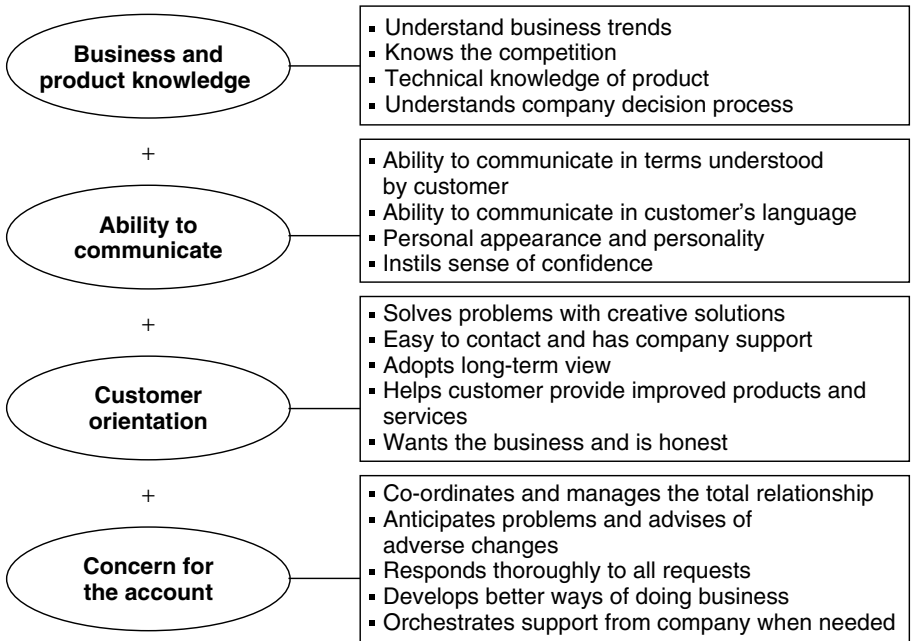 Business and
product knowledge
▪ Understand business trends
▪ Knows the competition
▪ Technical knowledge of product
▪ Understands company decision process
+
Ability to
communicate
▪ Ability to communicate in terms understood
by customer
▪ Ability to communicate in customer’s language
▪ Personal appearance and personality
▪ Instils sense of confidence
+
Customer
orientation
▪ Solves problems with creative solutions
▪ Easy to contact and has company support
▪ Adopts long-term view
▪ Helps customer provide improved products and
services
▪ Wants the business and is honest
+
Concern for
the account
▪ Co-ordinates and manages the total relationship
▪ Anticipates problems and advises of
adverse changes
▪ Responds thoroughly to all requests
▪ Develops better ways of doing business
▪ Orchestrates support from company when needed